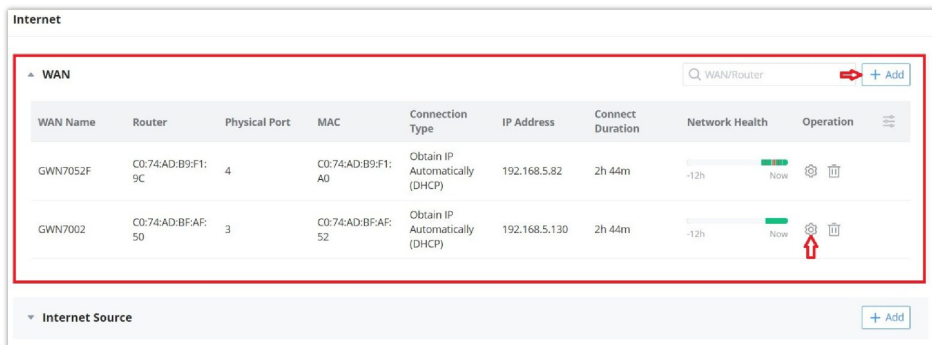 Internet
WAN
WAN/Router
+ Add
WAN Name Router Physical Port MAC Connection Type IP Address Connect Duration Network Health Operation
GWN7052F C0:74:AD:B9:F1:9C 4 C0:74:AD:B9:F1:A0 Obtain IP Automatically (DHCP) 192.168.5.82 2h 44m -12h Now
GWN7002 C0:74:AD:BF:AF:50 3 C0:74:AD:BF:AF:52 Obtain IP Automatically (DHCP) 192.168.5.130 2h 44m -12h Now
Internet Source
+ Add